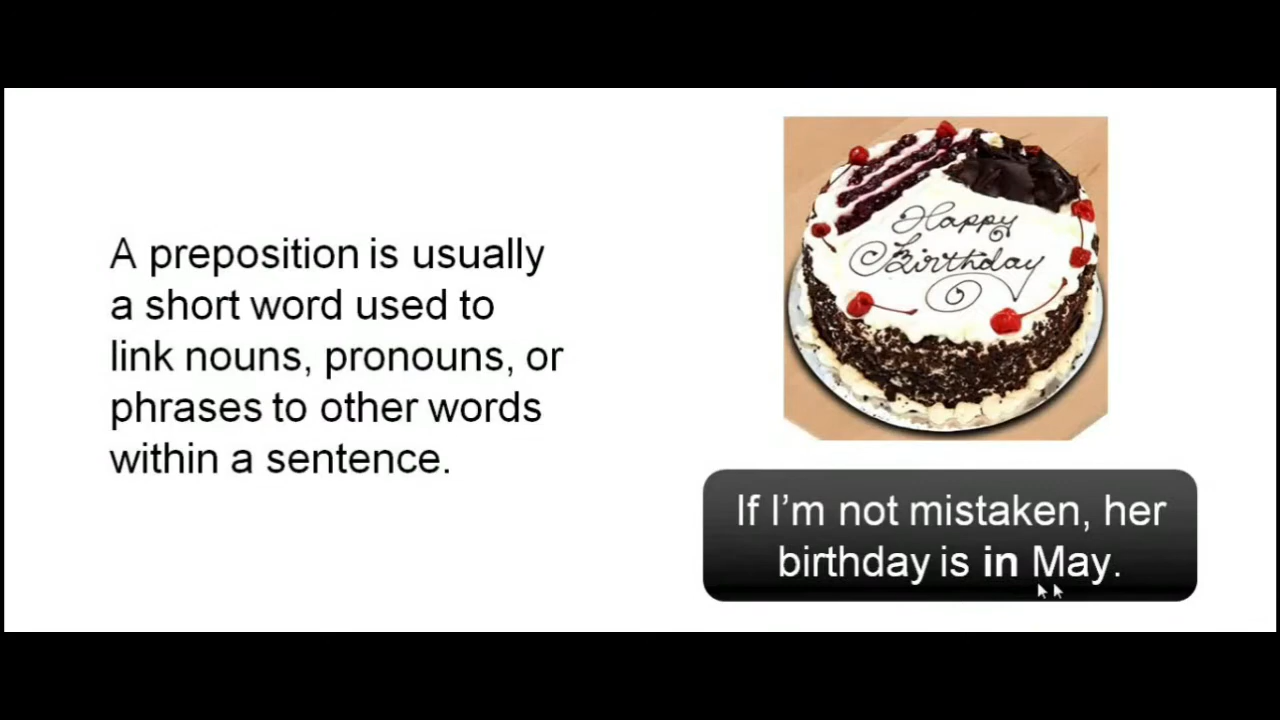 A preposition is usually
a short word used to
link nouns, pronouns, or
phrases to other words
within a sentence.
Happy
Birthday
If I’m not mistaken, her
birthday is in May.